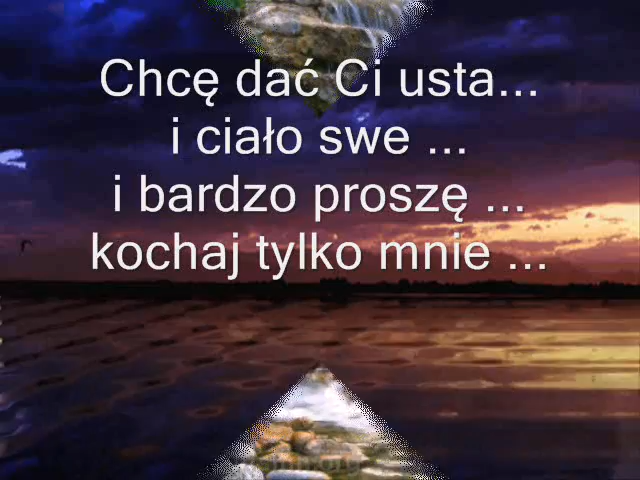 Chcę dać Ci usta...
i ciało swe ...
i bardzo proszę ...
kochaj tylko mnie ...